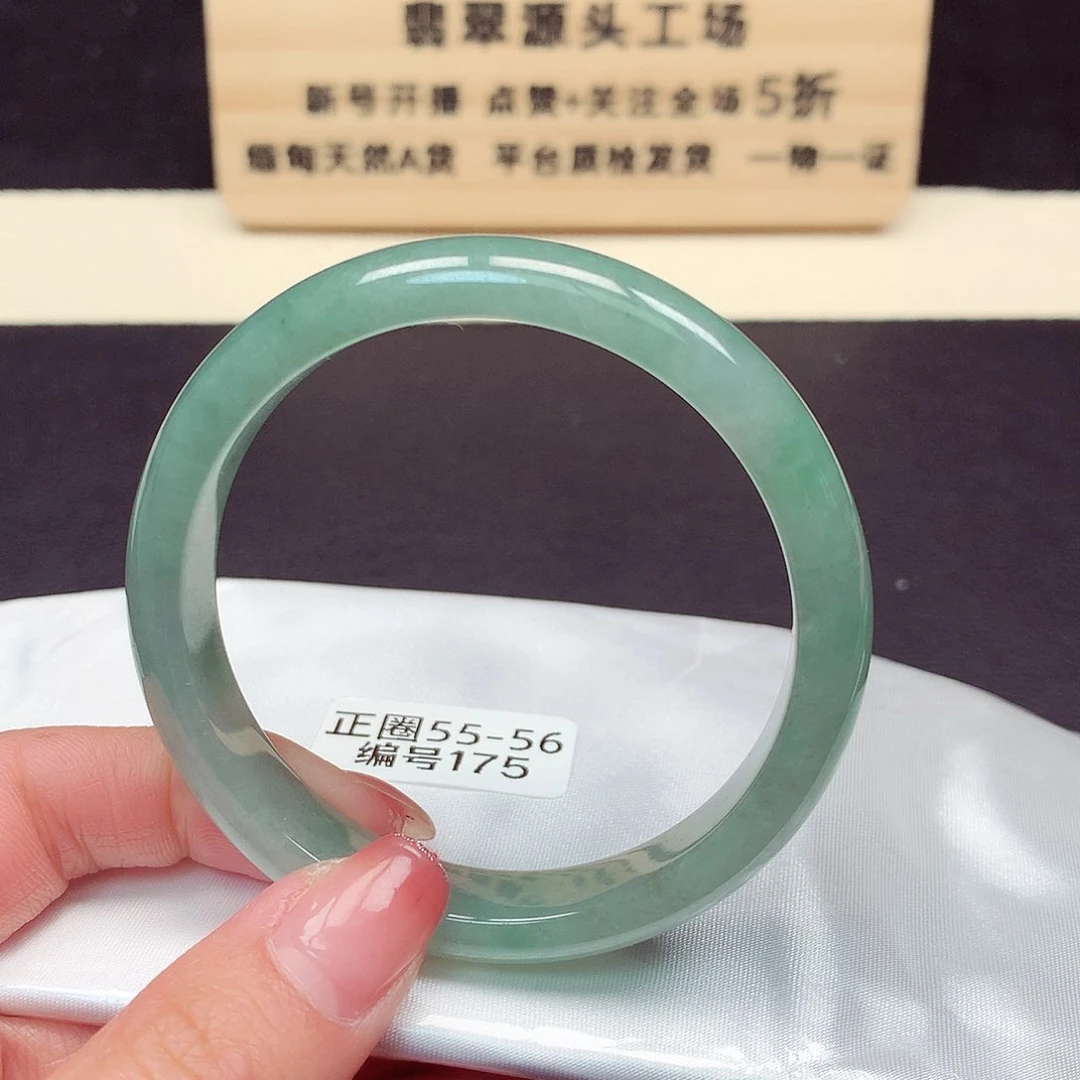 翡翠源头工场
新号开播 点赞+关注全场5折
缅甸天然A货 平台质检发货 一物一证
正圈55-56
编号175